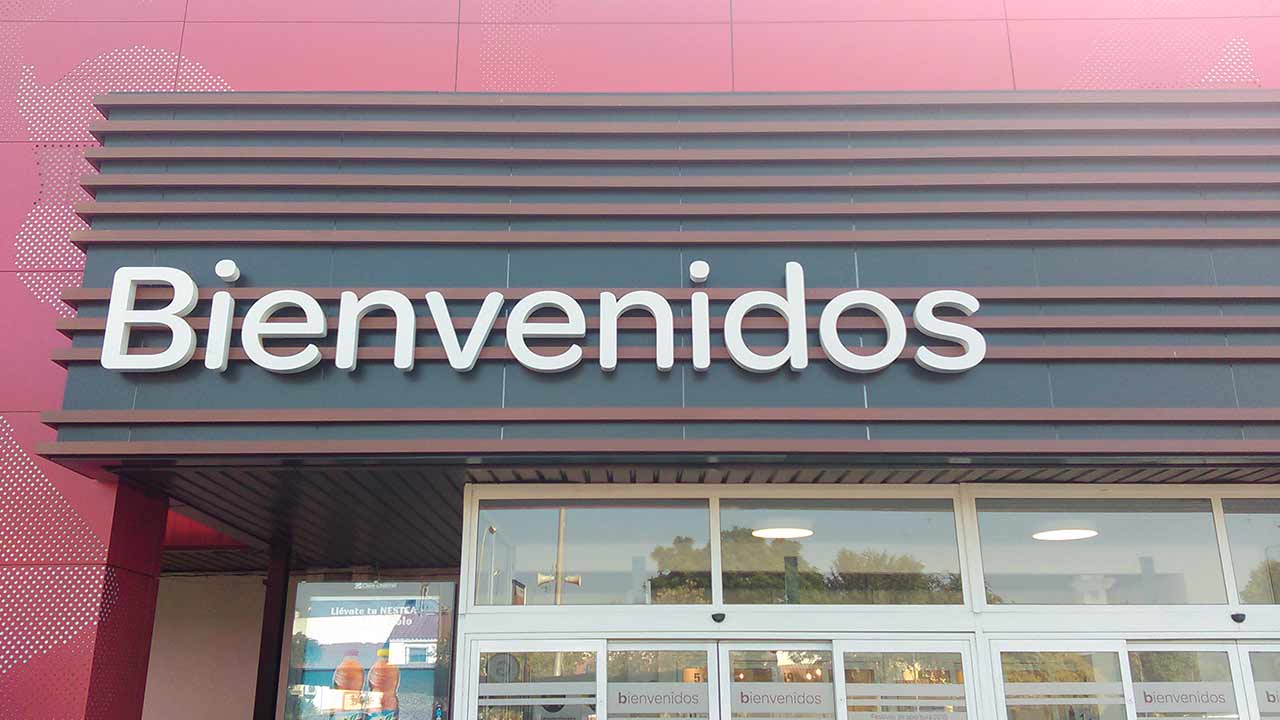 Bienvenidos
Llévate tu NESTEA
bienvenidos
bienvenidos
bienvenidos